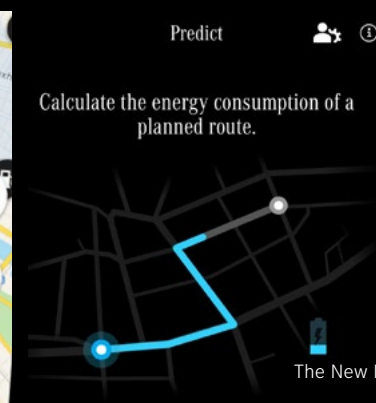 Predict
Calculate the energy consumption of a
planned route.
The New